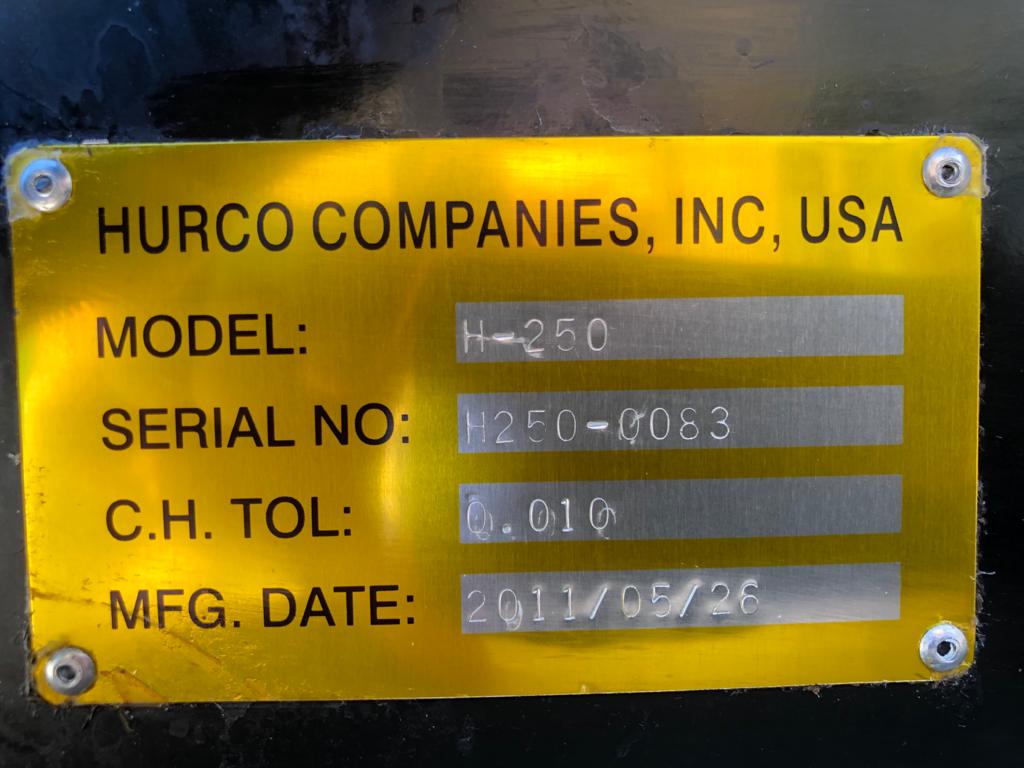 HURCO COMPANIES, INC, USA
MODEL: H-250
SERIAL NO: H250-0083
C.H. TOL: 0.010
MFG. DATE: 2011/05/26